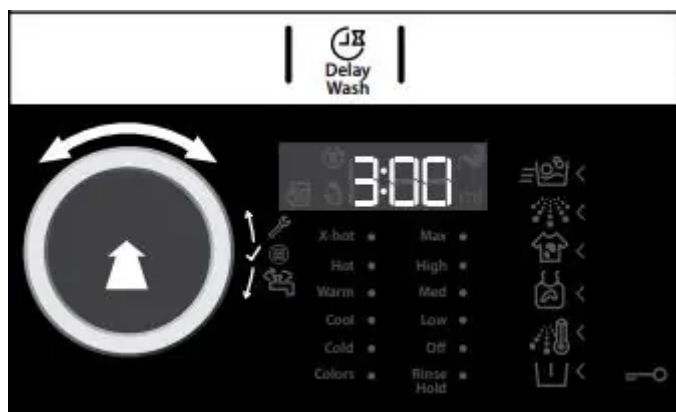 Delay
Wash
3:00
X-hot Max
Hot High
Warm Med
Cool Low
Cold Off
Colors Rinse
Hold